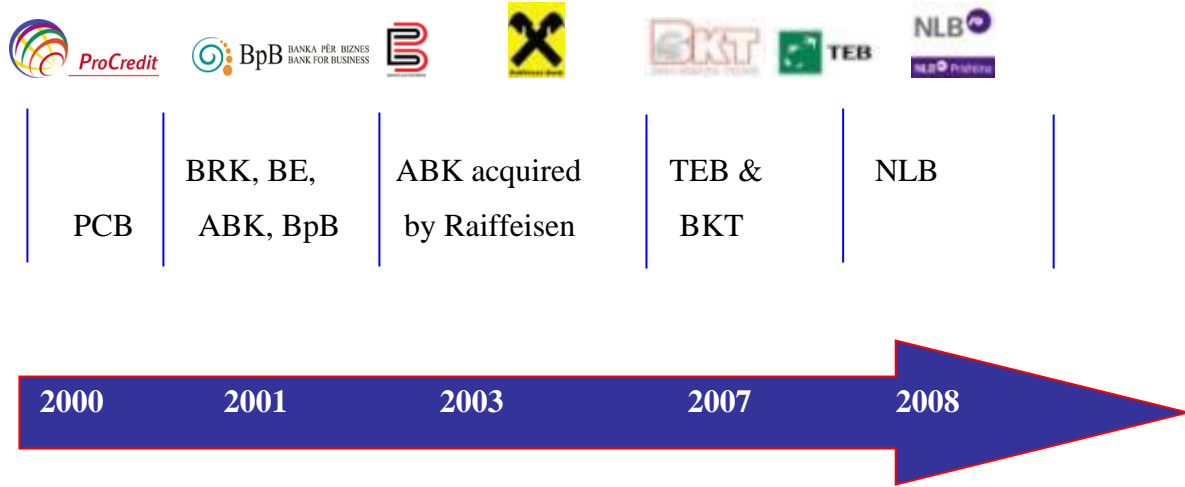 ProCredit
BpB BANKA PËR BIZNES
BANK FOR BUSINESS
BKT
TEB
NLB
NLB Prishtina
PCB
BRK, BE,
ABK, BpB
ABK acquired
by Raiffeisen
TEB &
BKT
NLB
2000
2001
2003
2007
2008